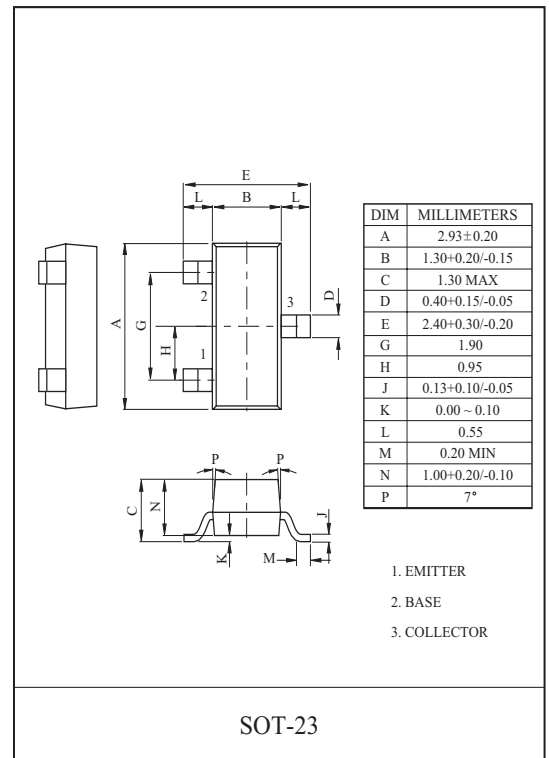 E
L B L
2
3
D
A
G
H
1
DIM MILLIMETERS
A 2.93±0.20
B 1.30+0.20/-0.15
C 1.30 MAX
D 0.40+0.15/-0.05
E 2.40+0.30/-0.20
G 1.90
H 0.95
J 0.13+0.10/-0.05
K 0.00 ~ 0.10
L 0.55
M 0.20 MIN
N 1.00+0.20/-0.10
P 7°
P P
C
N
K
M
J
1. EMITTER
2. BASE
3. COLLECTOR
SOT-23